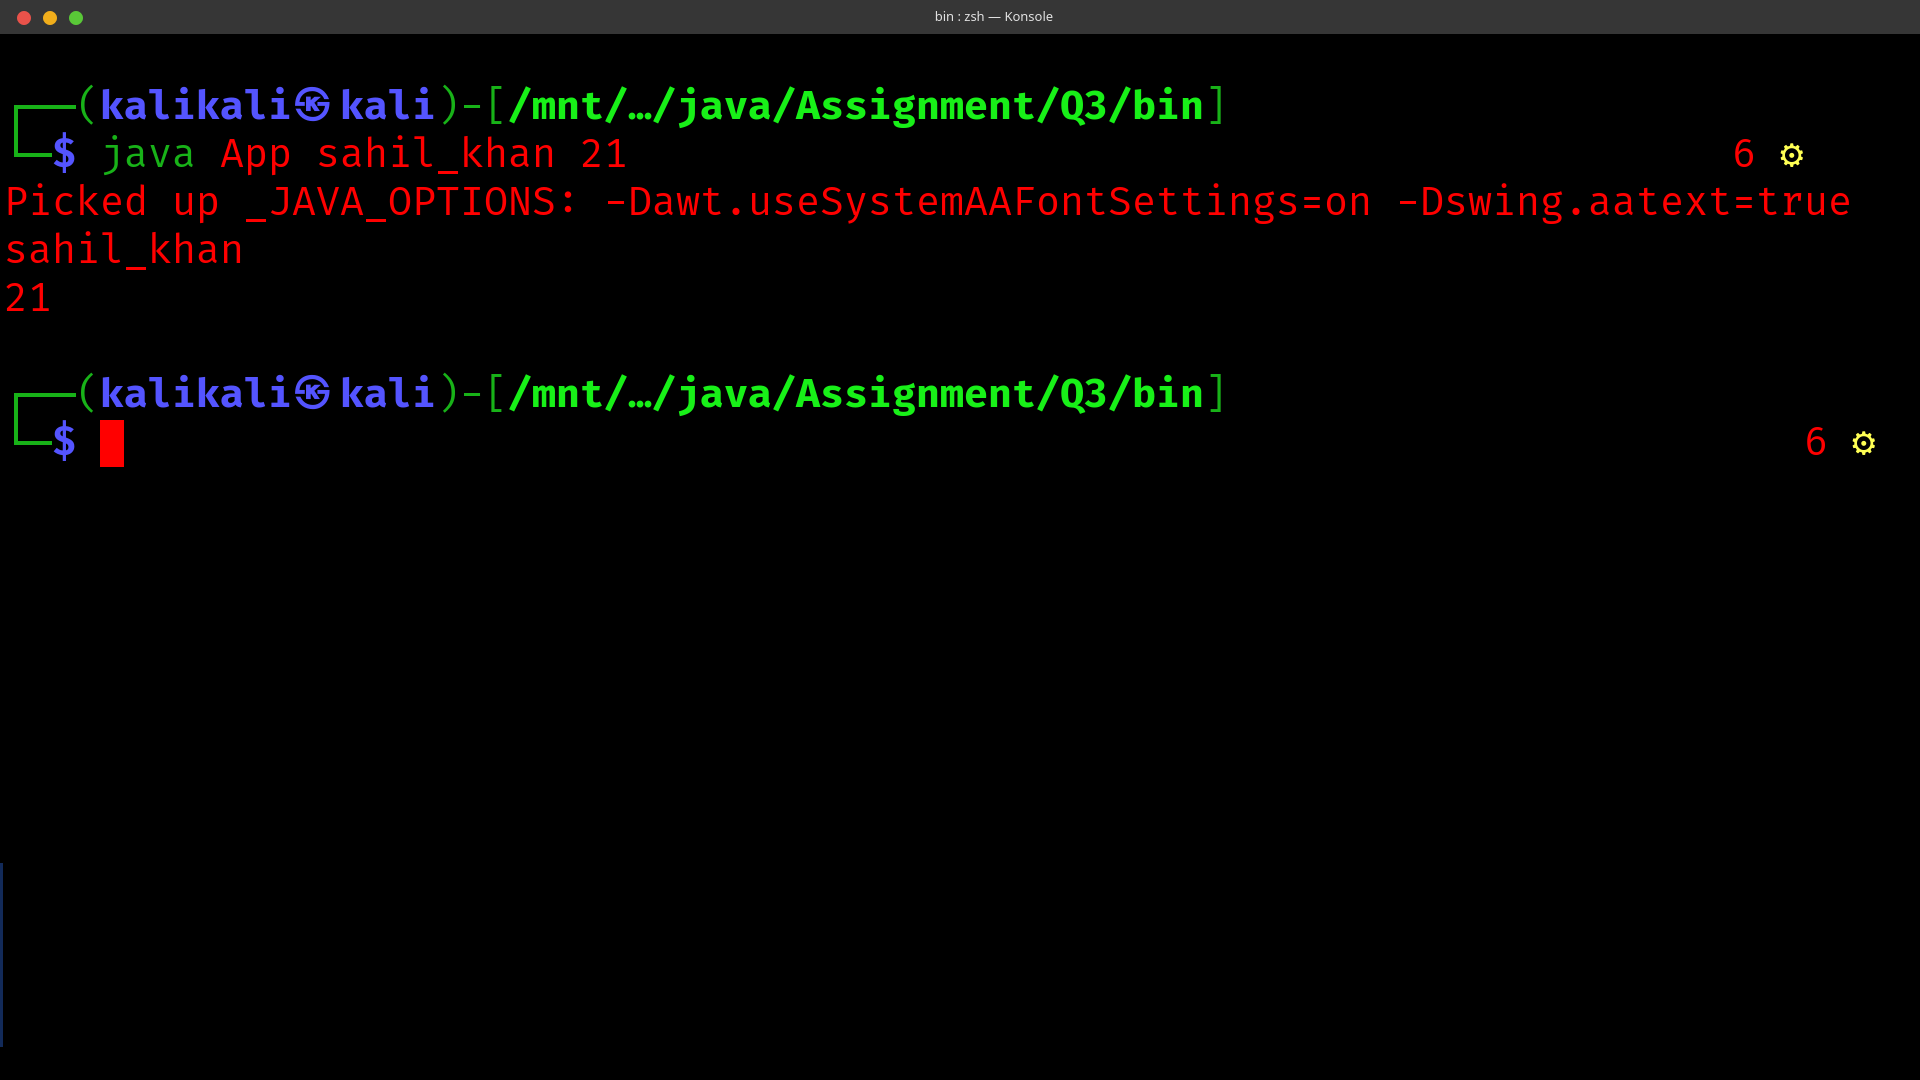 bin : zsh — Konsole
┌──(kalikali㉿kali)-[/mnt/…/java/Assignment/Q3/bin]
└─$ java App sahil_khan 21 6 ⚙
Picked up _JAVA_OPTIONS: -Dawt.useSystemAAFontSettings=on -Dswing.aatext=true
sahil_khan
21
┌──(kalikali㉿kali)-[/mnt/…/java/Assignment/Q3/bin]
└─$ 6 ⚙